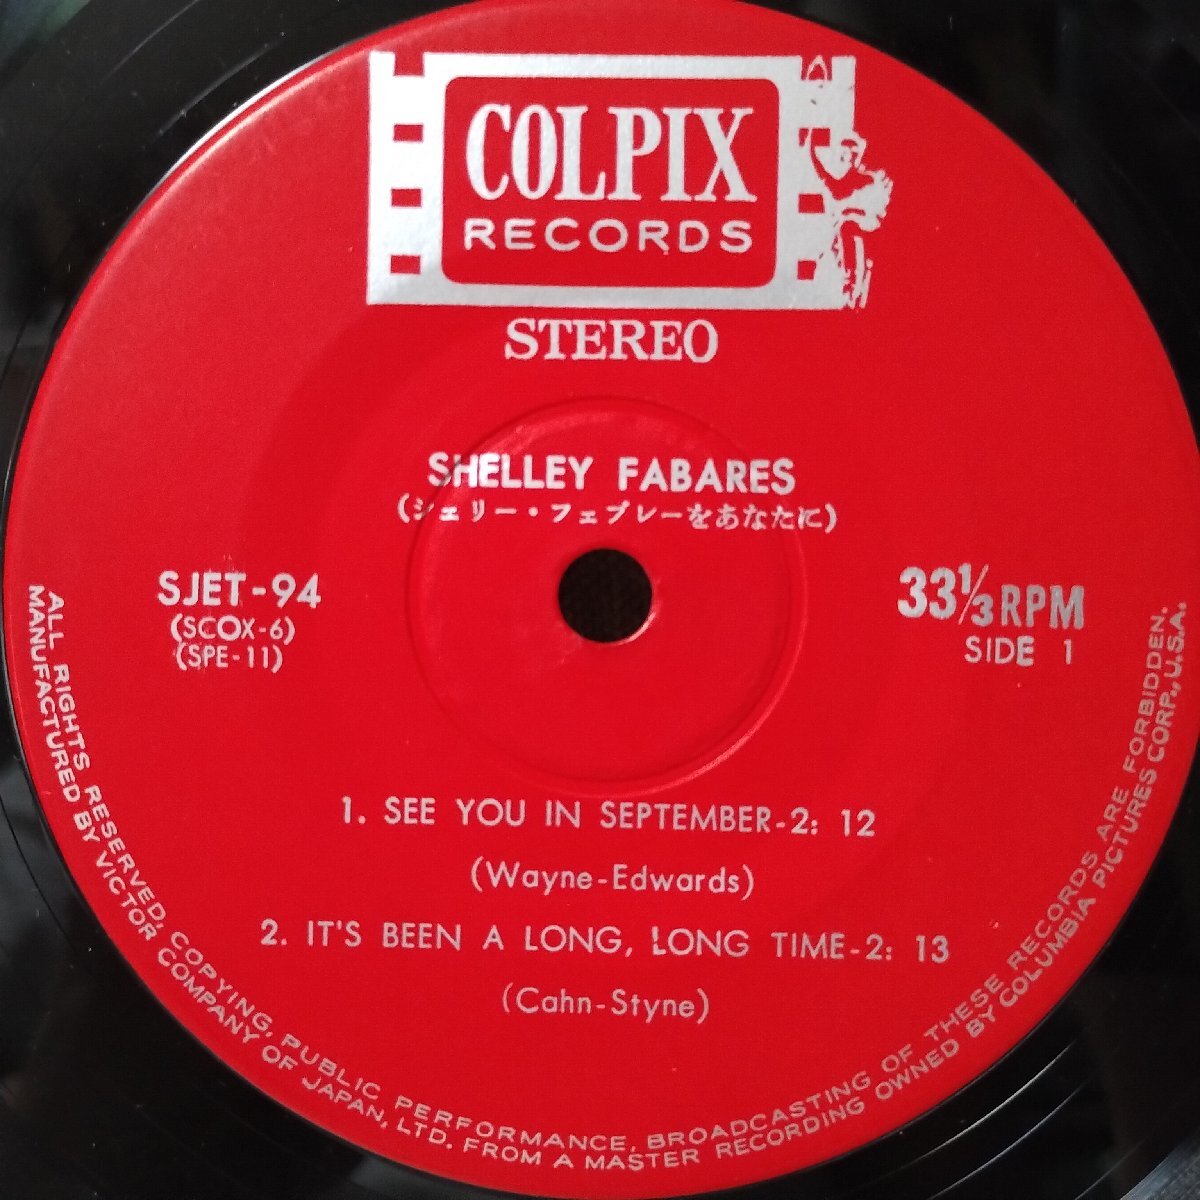 COLPIX
RECORDS
STEREO
SHELLEY FABARES
(シェリー・フェブレーをあなたに)
SJET-94
(SCOX-6)
(SPE-11)
33⅓ RPM
SIDE 1
1. SEE YOU IN SEPTEMBER-2: 12
(Wayne-Edwards)
2. IT'S BEEN A LONG, LONG TIME-2: 13
(Cahn-Styne)
ALL RIGHTS RESERVED, COPYING, PUBLIC PERFORMANCE, BROADCASTING OF THESE RECORDS ARE FORBIDDEN.
MANUFACTURED BY VICTOR COMPANY OF JAPAN, LTD. FROM A MASTER RECORDING OWNED BY COLUMBIA PICTURES CORP., U.S.A.